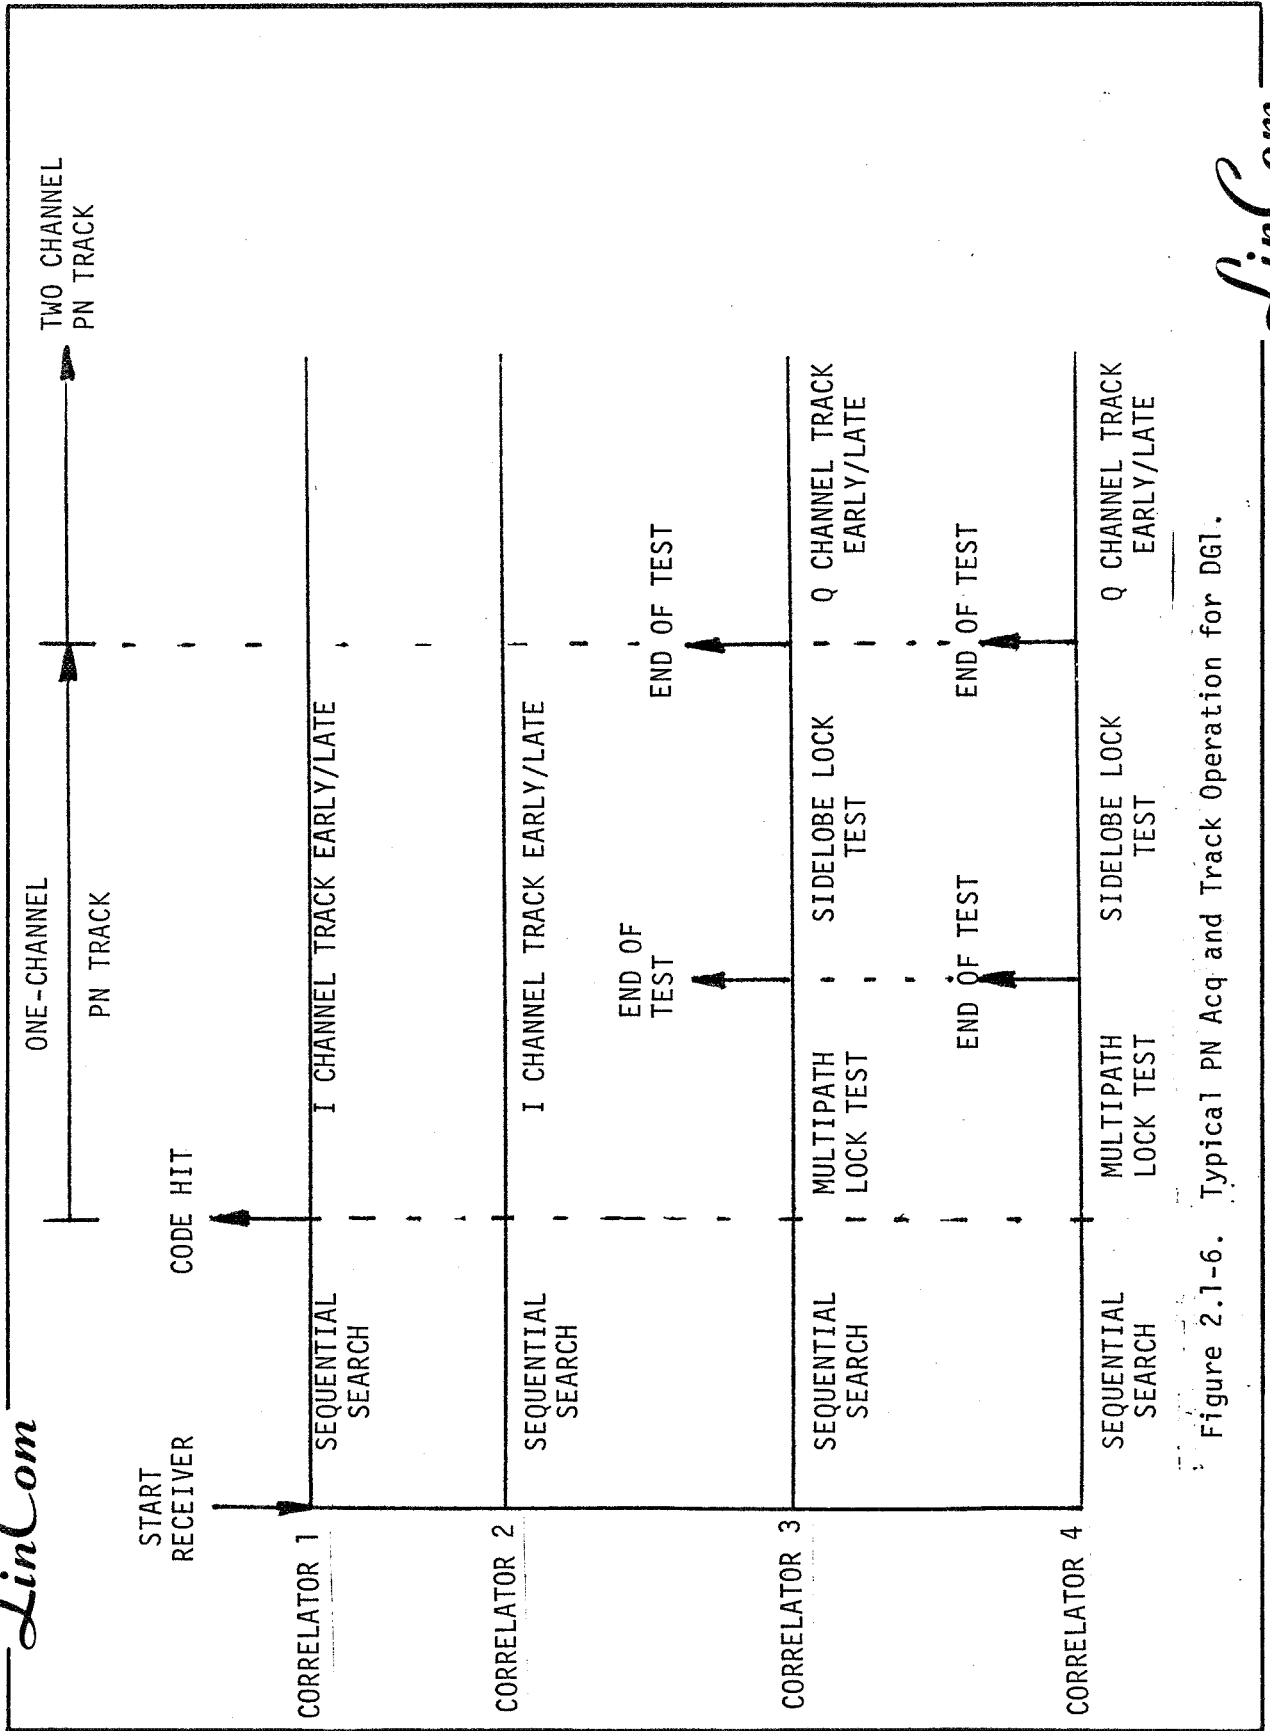 LinCom
ONE-CHANNEL
PN TRACK
TWO CHANNEL
PN TRACK
START
RECEIVER
CODE HIT
CORRELATOR 1
SEQUENTIAL
SEARCH
I CHANNEL TRACK EARLY/LATE
CORRELATOR 2
SEQUENTIAL
SEARCH
I CHANNEL TRACK EARLY/LATE
END OF
TEST
END OF TEST
CORRELATOR 3
SEQUENTIAL
SEARCH
MULTIPATH
LOCK TEST
SIDELOBE LOCK
TEST
Q CHANNEL TRACK
EARLY/LATE
END OF TEST
END OF TEST
CORRELATOR 4
SEQUENTIAL
SEARCH
MULTIPATH
LOCK TEST
SIDELOBE LOCK
TEST
Q CHANNEL TRACK
EARLY/LATE
Figure 2.1-6. Typical PN Acq and Track Operation for DG1.
LinCom